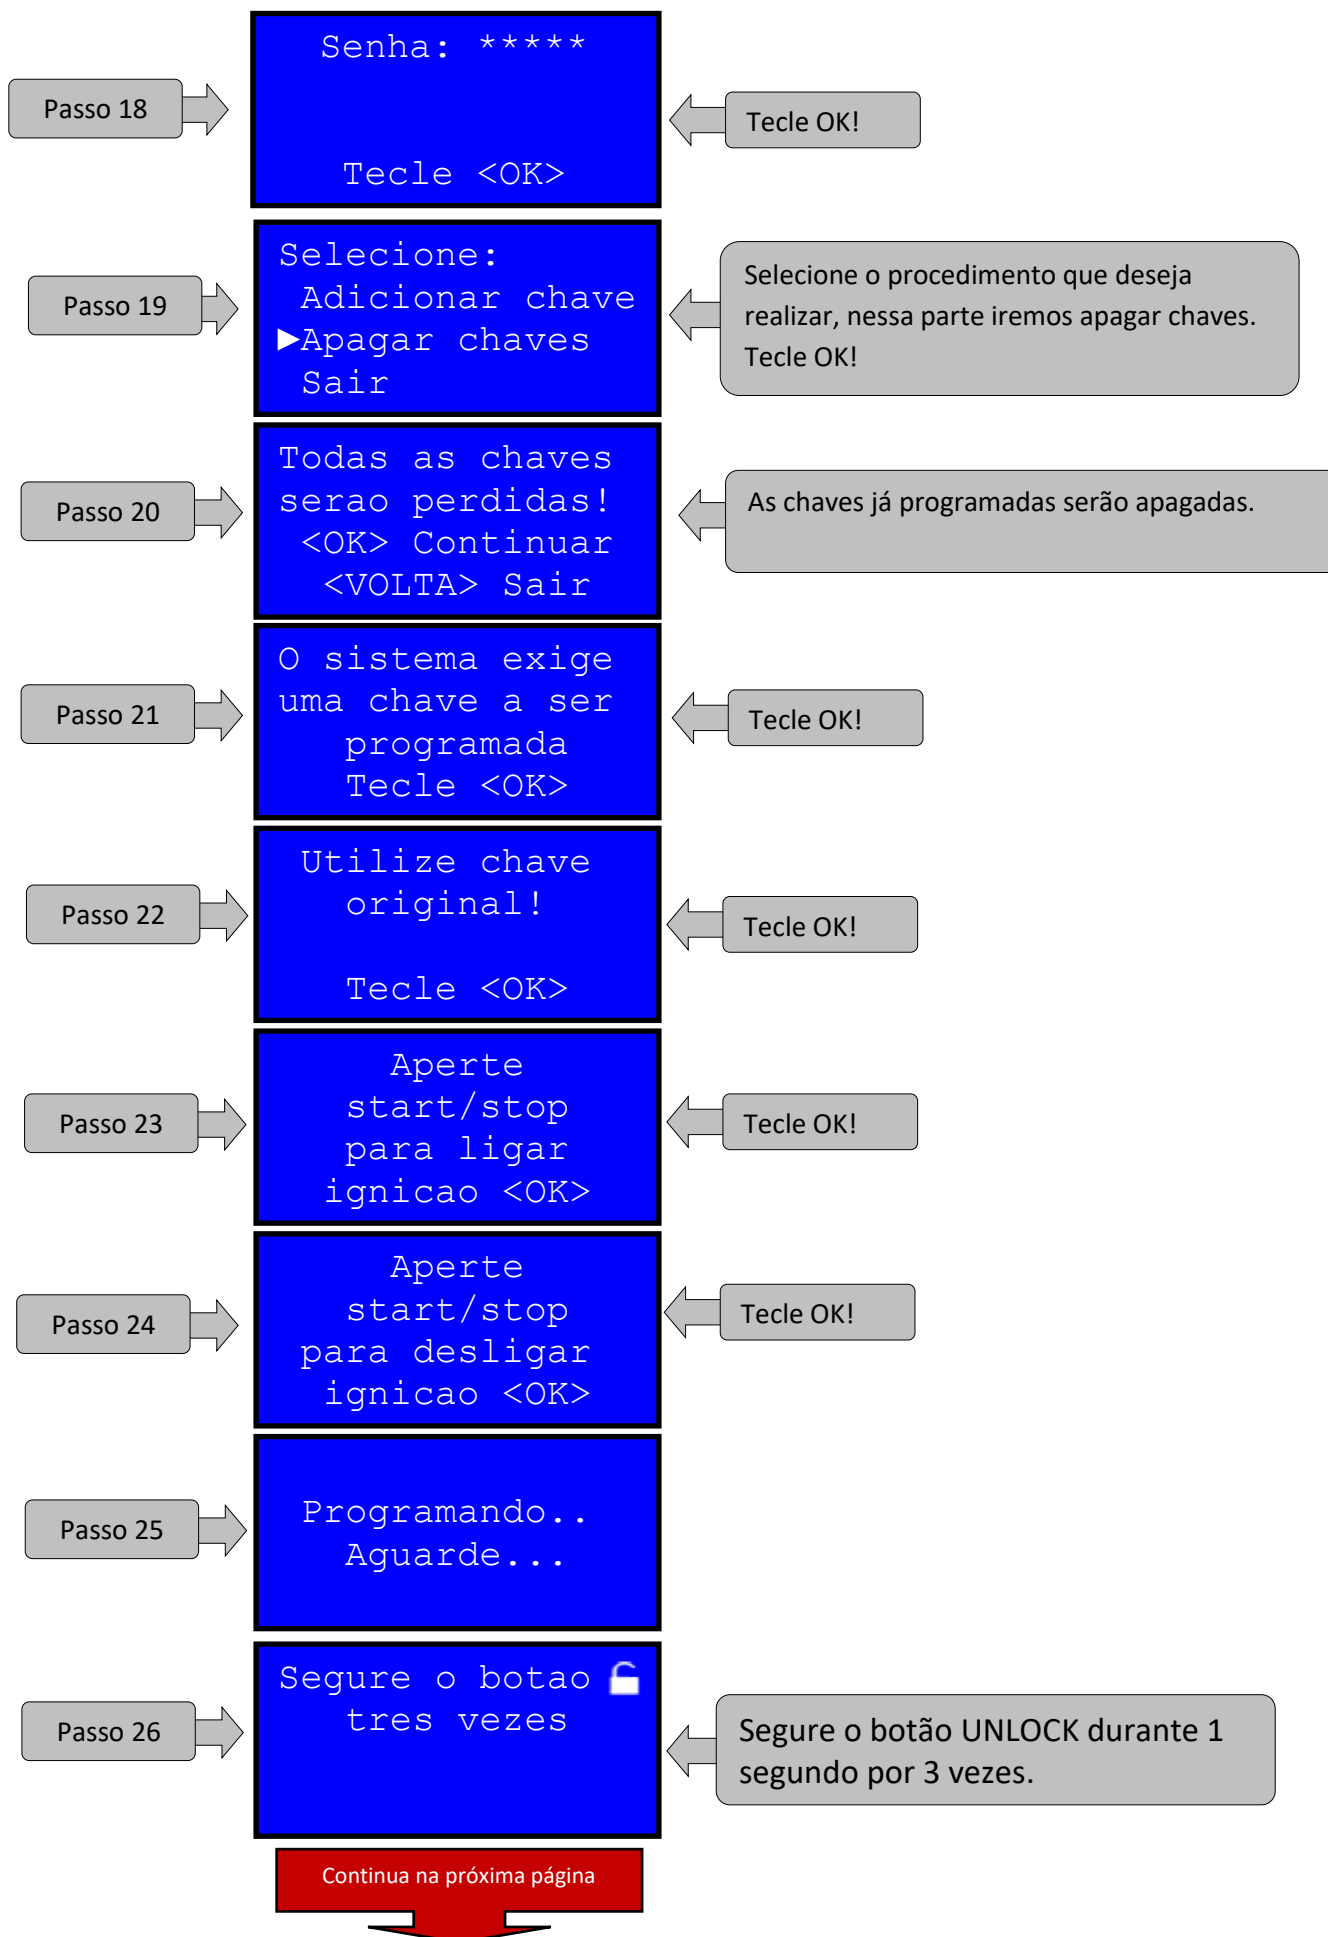 Passo 18
Senha: *****
Tecle <OK>
Tecle OK!
Passo 19
Selecione:
Adicionar chave
►Apagar chaves
Sair
Selecione o procedimento que deseja
realizar, nessa parte iremos apagar chaves.
Tecle OK!
Passo 20
Todas as chaves
serao perdidas!
<OK> Continuar
<VOLTA> Sair
As chaves já programadas serão apagadas.
Passo 21
O sistema exige
uma chave a ser
programada
Tecle <OK>
Tecle OK!
Passo 22
Utilize chave
original!
Tecle <OK>
Tecle OK!
Passo 23
Aperte
start/stop
para ligar
ignicao <OK>
Tecle OK!
Passo 24
Aperte
start/stop
para desligar
ignicao <OK>
Tecle OK!
Passo 25
Programando..
Aguarde...
Passo 26
Segure o botao
tres vezes
Segure o botão UNLOCK durante 1
segundo por 3 vezes.
Continua na próxima página